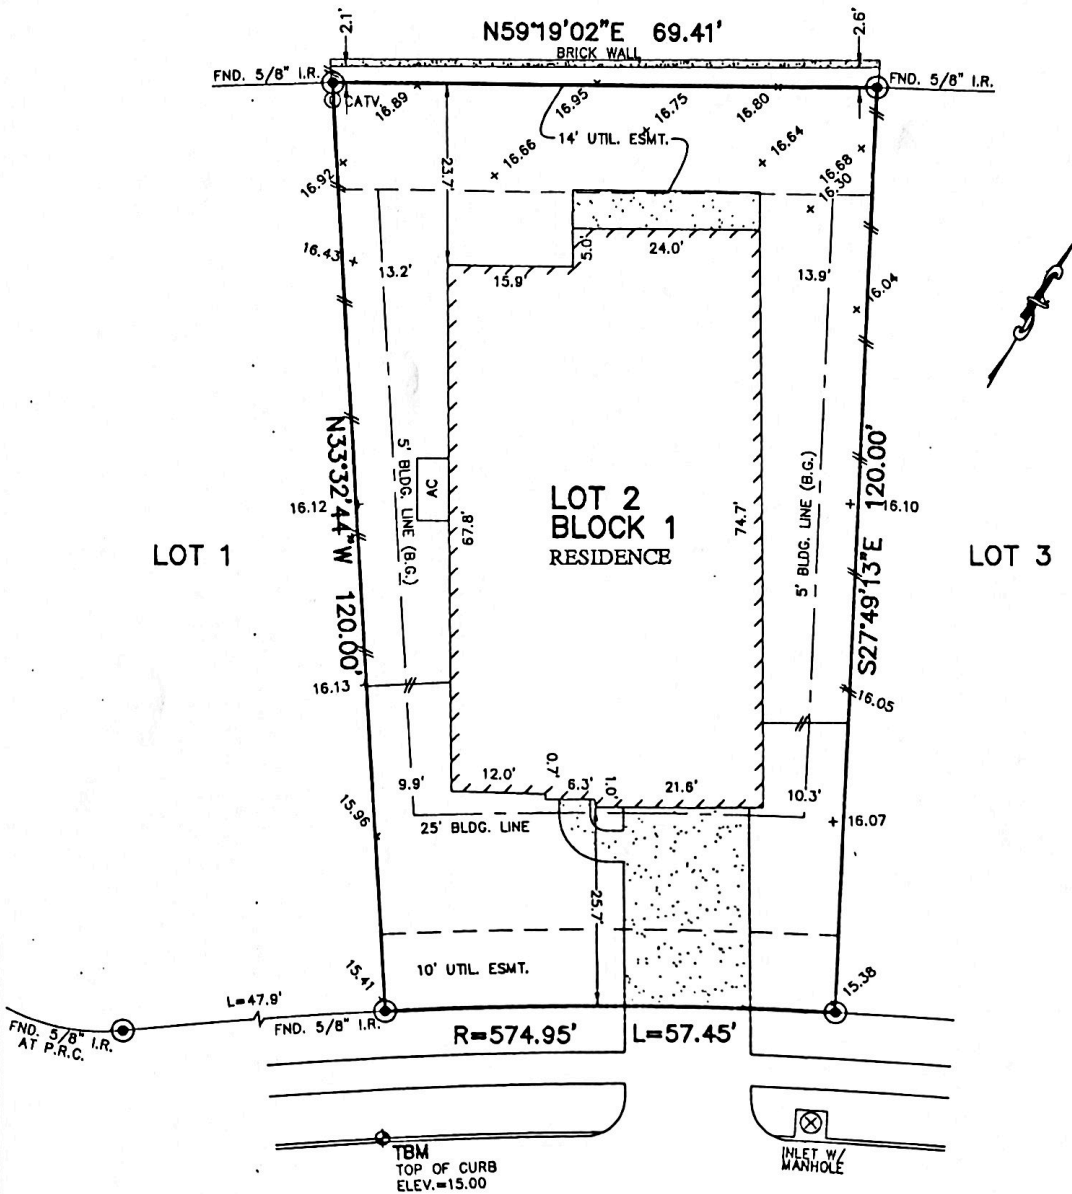 2.1'
N59°19'02"E 69.41'
2.6'
BRICK WALL
FND. 5/8" I.R.
FND. 5/8" I.R.
CATV.
16.89
16.95
16.75
16.80
14' UTIL. ESMT.
16.66
16.64
16.68
16.30
16.92
23.7'
16.43
13.2'
15.9'
5.0'
24.0'
13.9'
16.04
N33°32'44"W 120.00'
5' BLDG. LINE (B.G.)
AC
67.8'
LOT 2
BLOCK 1
RESIDENCE
74.7'
5' BLDG. LINE (B.G.)
S27°49'13"E 120.00'
16.12
16.10
LOT 1
LOT 3
16.13
16.05
12.0'
0.7'
6.3'
1.0'
21.6'
9.9'
10.3'
15.96
25' BLDG. LINE
16.07
25.7'
15.41
10' UTIL. ESMT.
15.38
L=47.9'
FND. 5/8" I.R.
AT P.R.C.
FND. 5/8" I.R.
R=574.95' L=57.45'
TBM
TOP OF CURB
ELEV.=15.00
INLET W/
MANHOLE